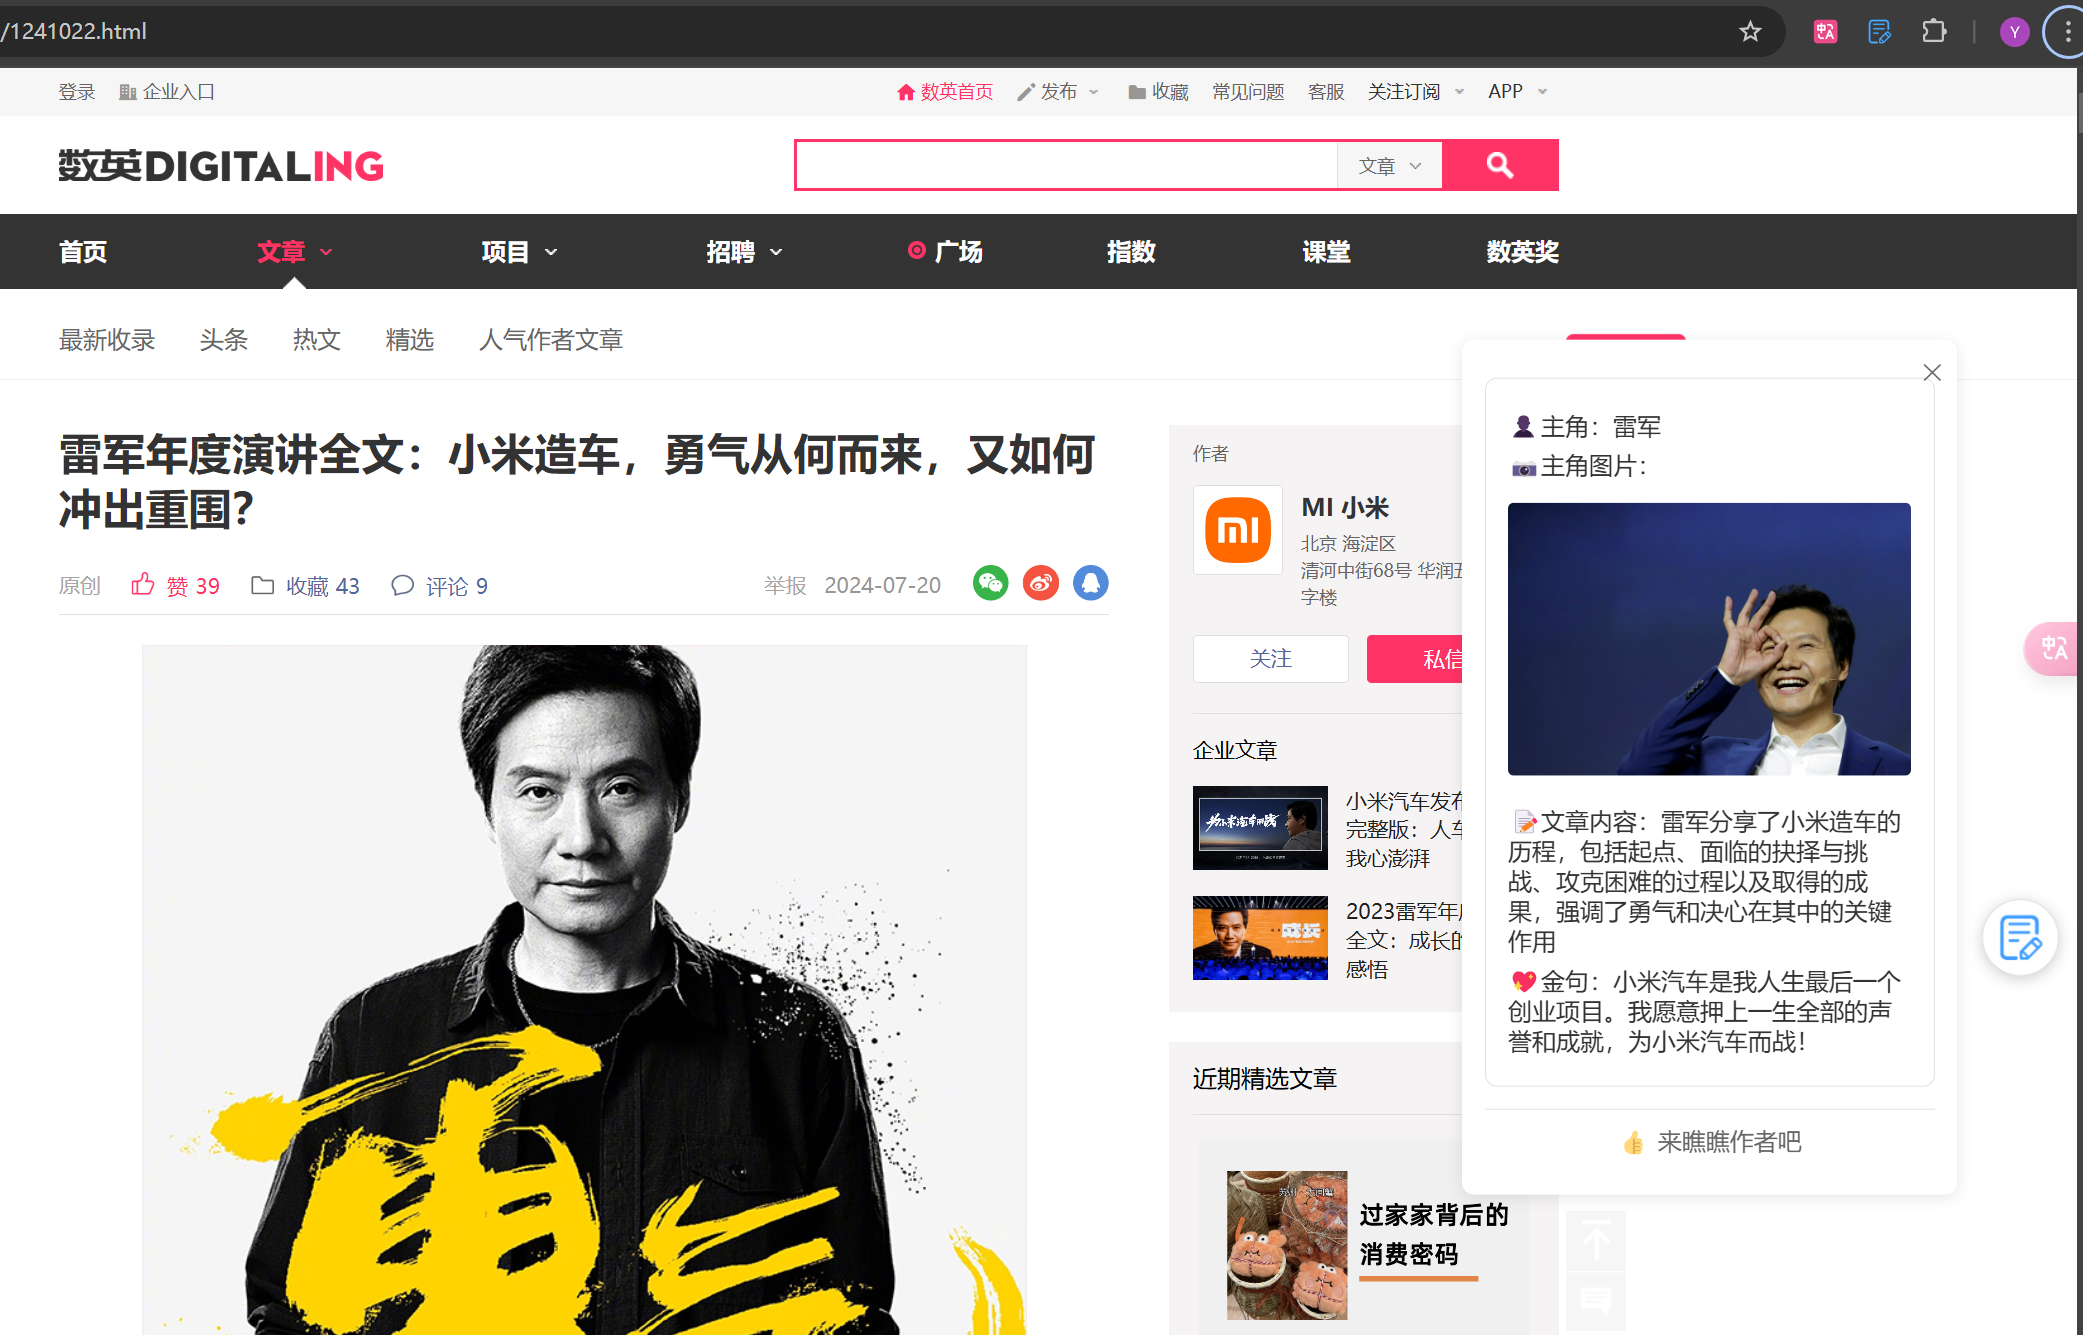 /1241022.html
Y
登录 企业入口
数英首页 发布 收藏 常见问题 客服 关注订阅 APP
数英DIGITALING
文章
首页 文章 项目 招聘 广场 指数 课堂 数英奖
最新收录 头条 热文 精选 人气作者文章
雷军年度演讲全文：小米造车，勇气从何而来，又如何
冲出重围？
原创 赞 39 收藏 43 评论 9 举报 2024-07-20
勇气
作者
MI 小米
北京 海淀区
清河中街68号 华润五
字楼
关注 私信
企业文章
小米汽车发布
完整版：人车
我心澎湃
成长
2023雷军年度
全文：成长的
感悟
近期精选文章
过家家背后的
消费密码
主角：雷军
主角图片：
文章内容：雷军分享了小米造车的
历程，包括起点、面临的抉择与挑
战、攻克困难的过程以及取得的成
果，强调了勇气和决心在其中的关键
作用
金句：小米汽车是我人生最后一个
创业项目。我愿意押上一生全部的声
誉和成就，为小米汽车而战！
来瞧瞧作者吧
中A